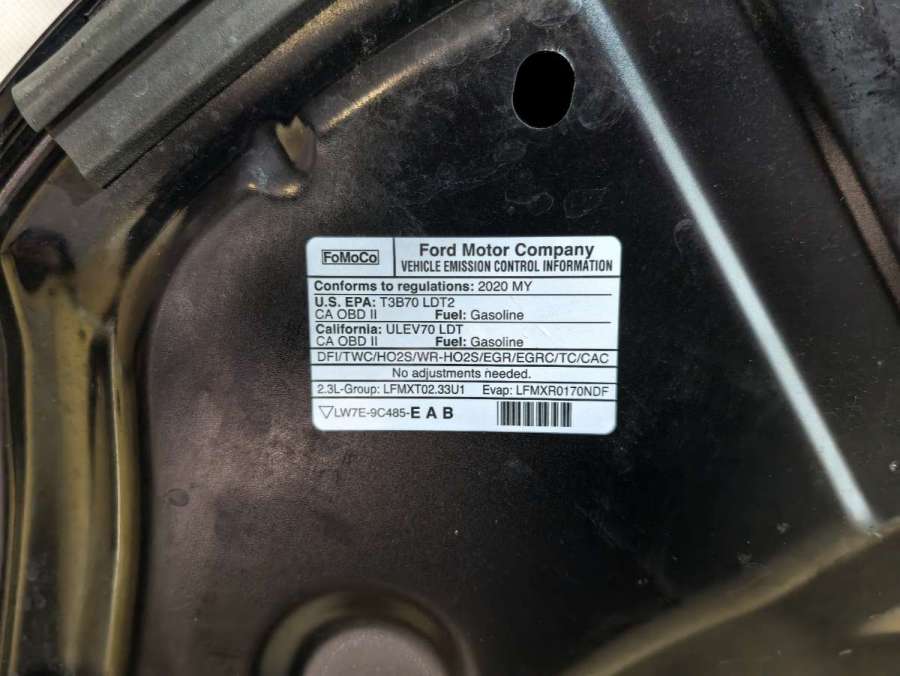 FoMoCo
Ford Motor Company
VEHICLE EMISSION CONTROL INFORMATION
Conforms to regulations: 2020 MY
U.S. EPA: T3B70 LDT2
CA OBD II Fuel: Gasoline
California: ULEV70 LDT
CA OBD II Fuel: Gasoline
DFI/TWC/HO2S/WR-HO2S/EGR/EGRC/TC/CAC
No adjustments needed.
2.3L-Group: LFMXT02.33U1 Evap: LFMXR0170NDF
LW7E-9C485-E A B